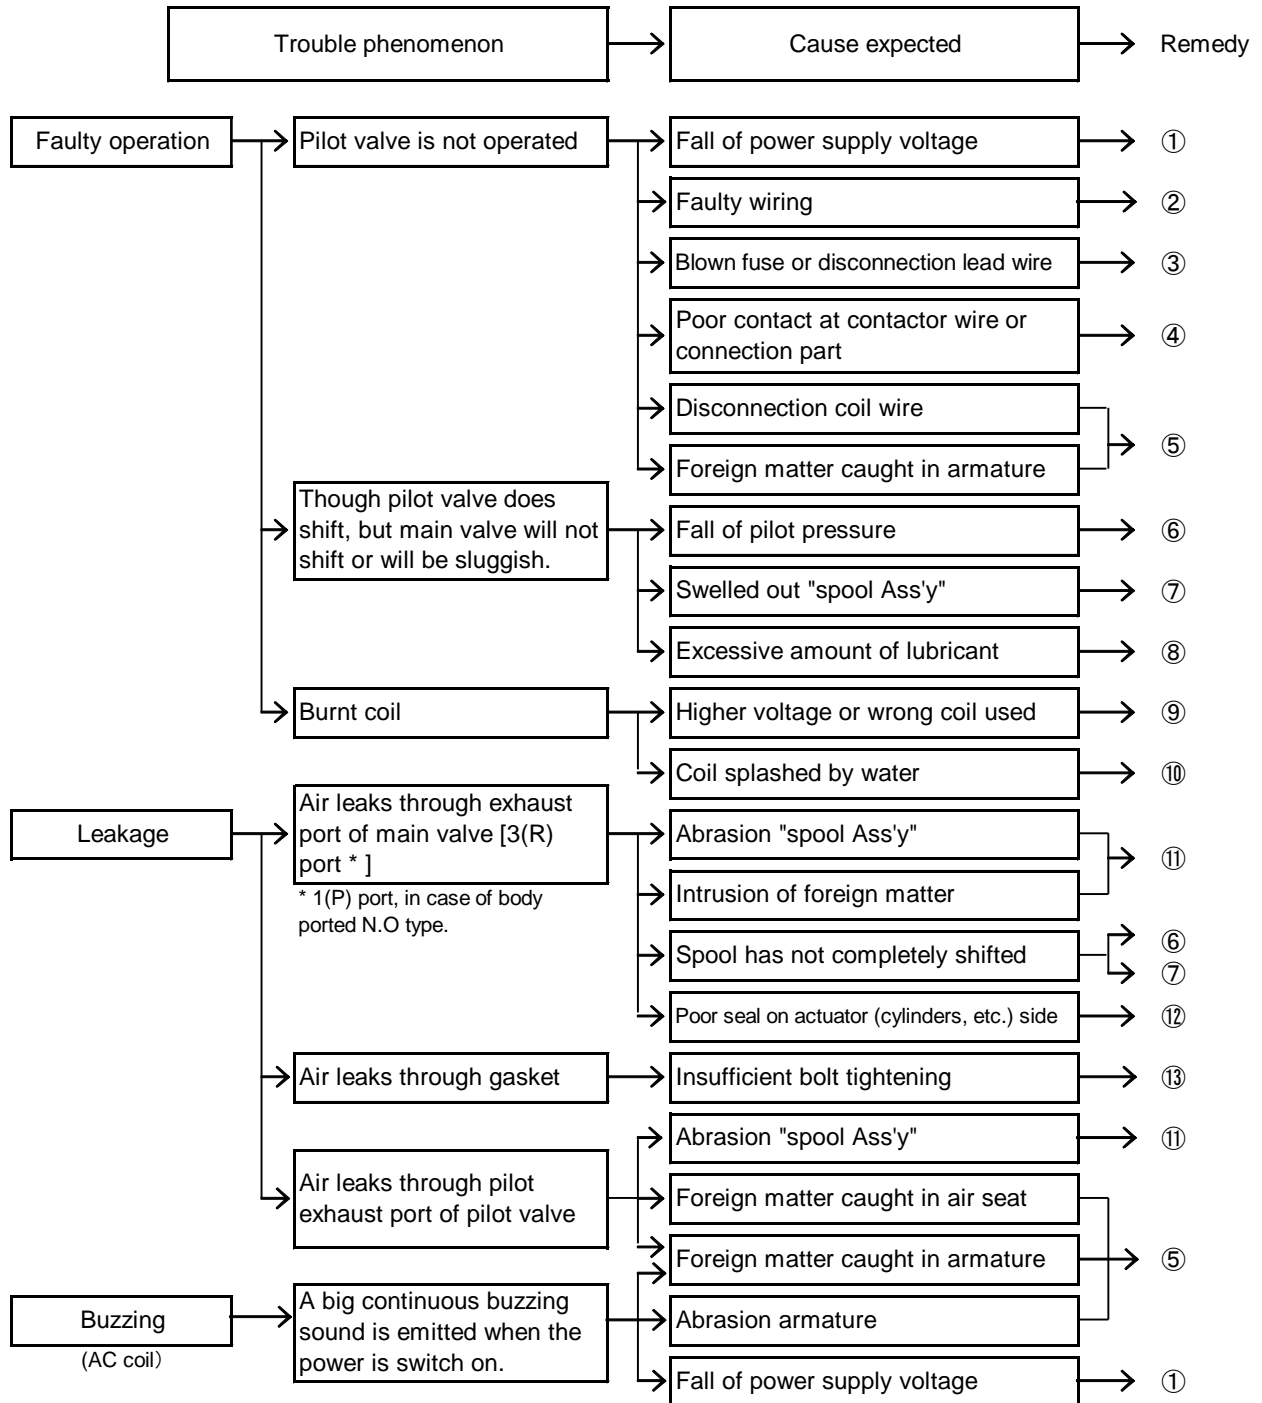 Trouble phenomenon
Cause expected
Remedy
Faulty operation
Pilot valve is not operated
Fall of power supply voltage
①
Faulty wiring
②
Blown fuse or disconnection lead wire
③
Poor contact at contactor wire or
connection part
④
Disconnection coil wire
Foreign matter caught in armature
⑤
Though pilot valve does
shift, but main valve will not
shift or will be sluggish.
Fall of pilot pressure
⑥
Swelled out "spool Ass'y"
⑦
Excessive amount of lubricant
⑧
Burnt coil
Higher voltage or wrong coil used
⑨
Coil splashed by water
⑩
Leakage
Air leaks through exhaust
port of main valve [3(R)
port * ]
* 1(P) port, in case of body
ported N.O type.
Abrasion "spool Ass'y"
Intrusion of foreign matter
⑪
Spool has not completely shifted
⑥
⑦
Poor seal on actuator (cylinders, etc.) side
⑫
Air leaks through gasket
Insufficient bolt tightening
⑬
Air leaks through pilot
exhaust port of pilot valve
Abrasion "spool Ass'y"
⑪
Foreign matter caught in air seat
Foreign matter caught in armature
⑤
Buzzing
(AC coil）
A big continuous buzzing
sound is emitted when the
power is switch on.
Abrasion armature
Fall of power supply voltage
①